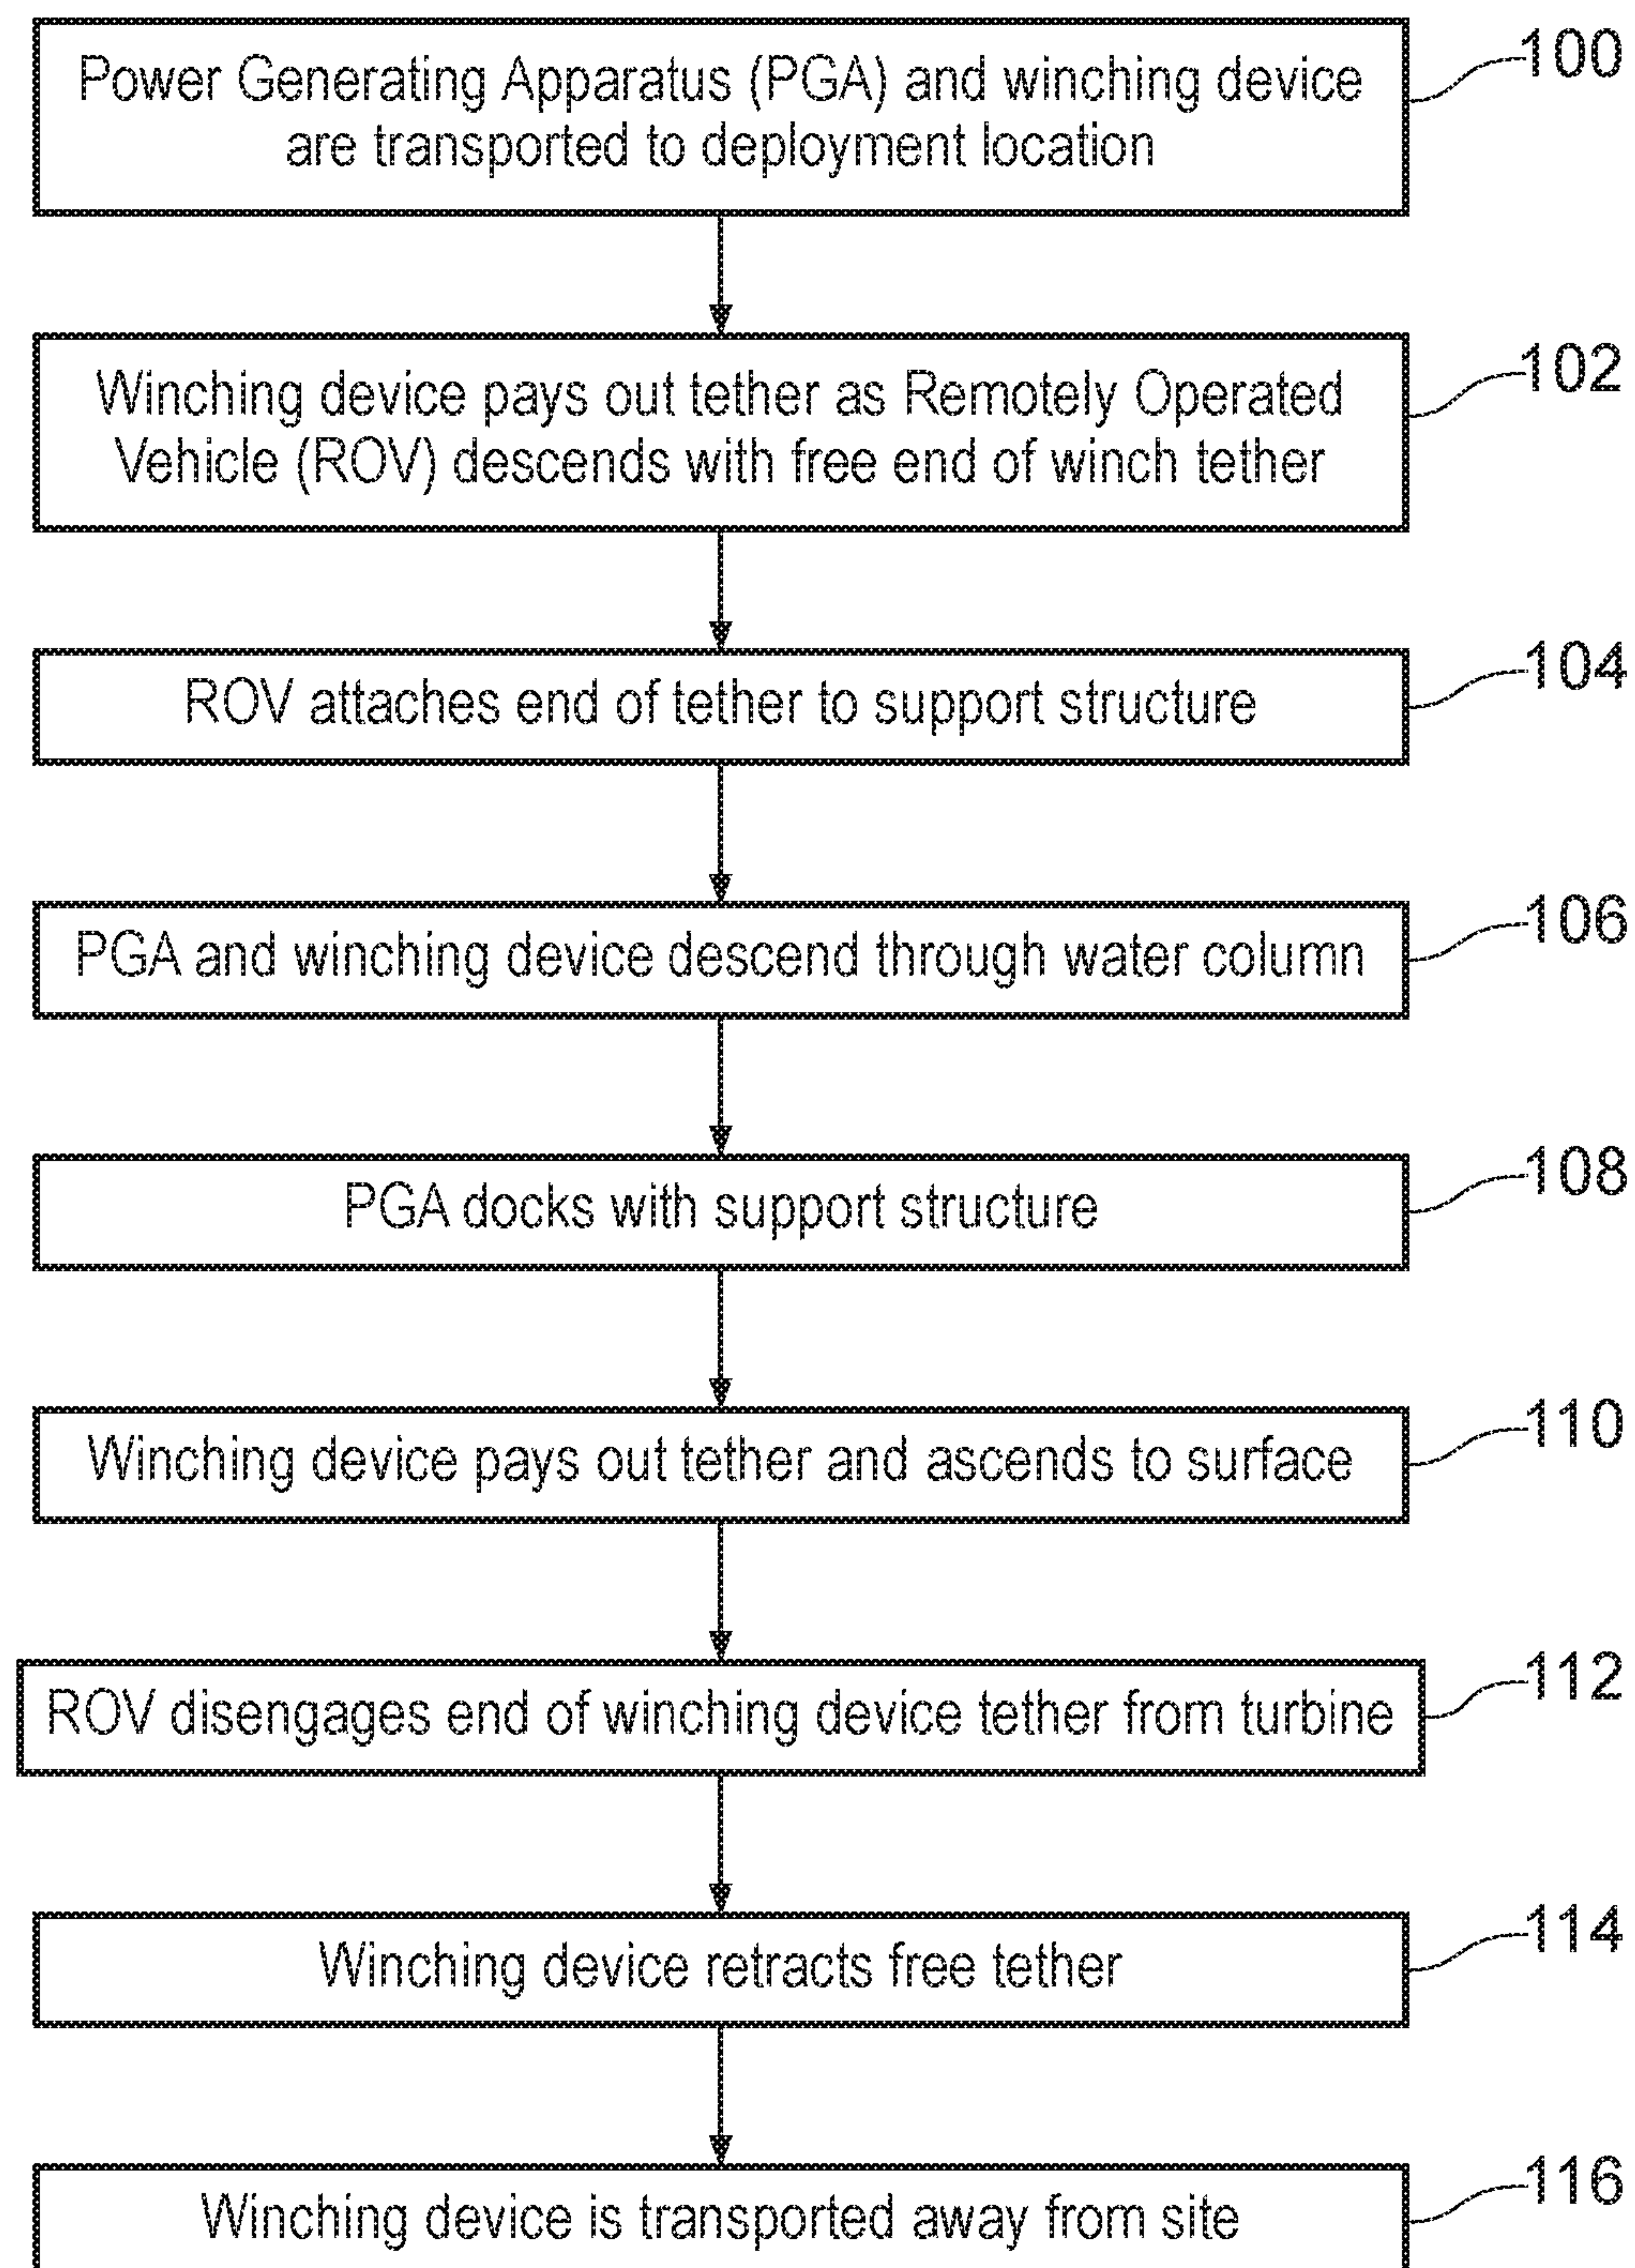 Power Generating Apparatus (PGA) and winching device
are transported to deployment location
100
Winching device pays out tether as Remotely Operated
Vehicle (ROV) descends with free end of winch tether
102
ROV attaches end of tether to support structure
104
PGA and winching device descend through water column
106
PGA docks with support structure
108
Winching device pays out tether and ascends to surface
110
ROV disengages end of winching device tether from turbine
112
Winching device retracts free tether
114
Winching device is transported away from site
116